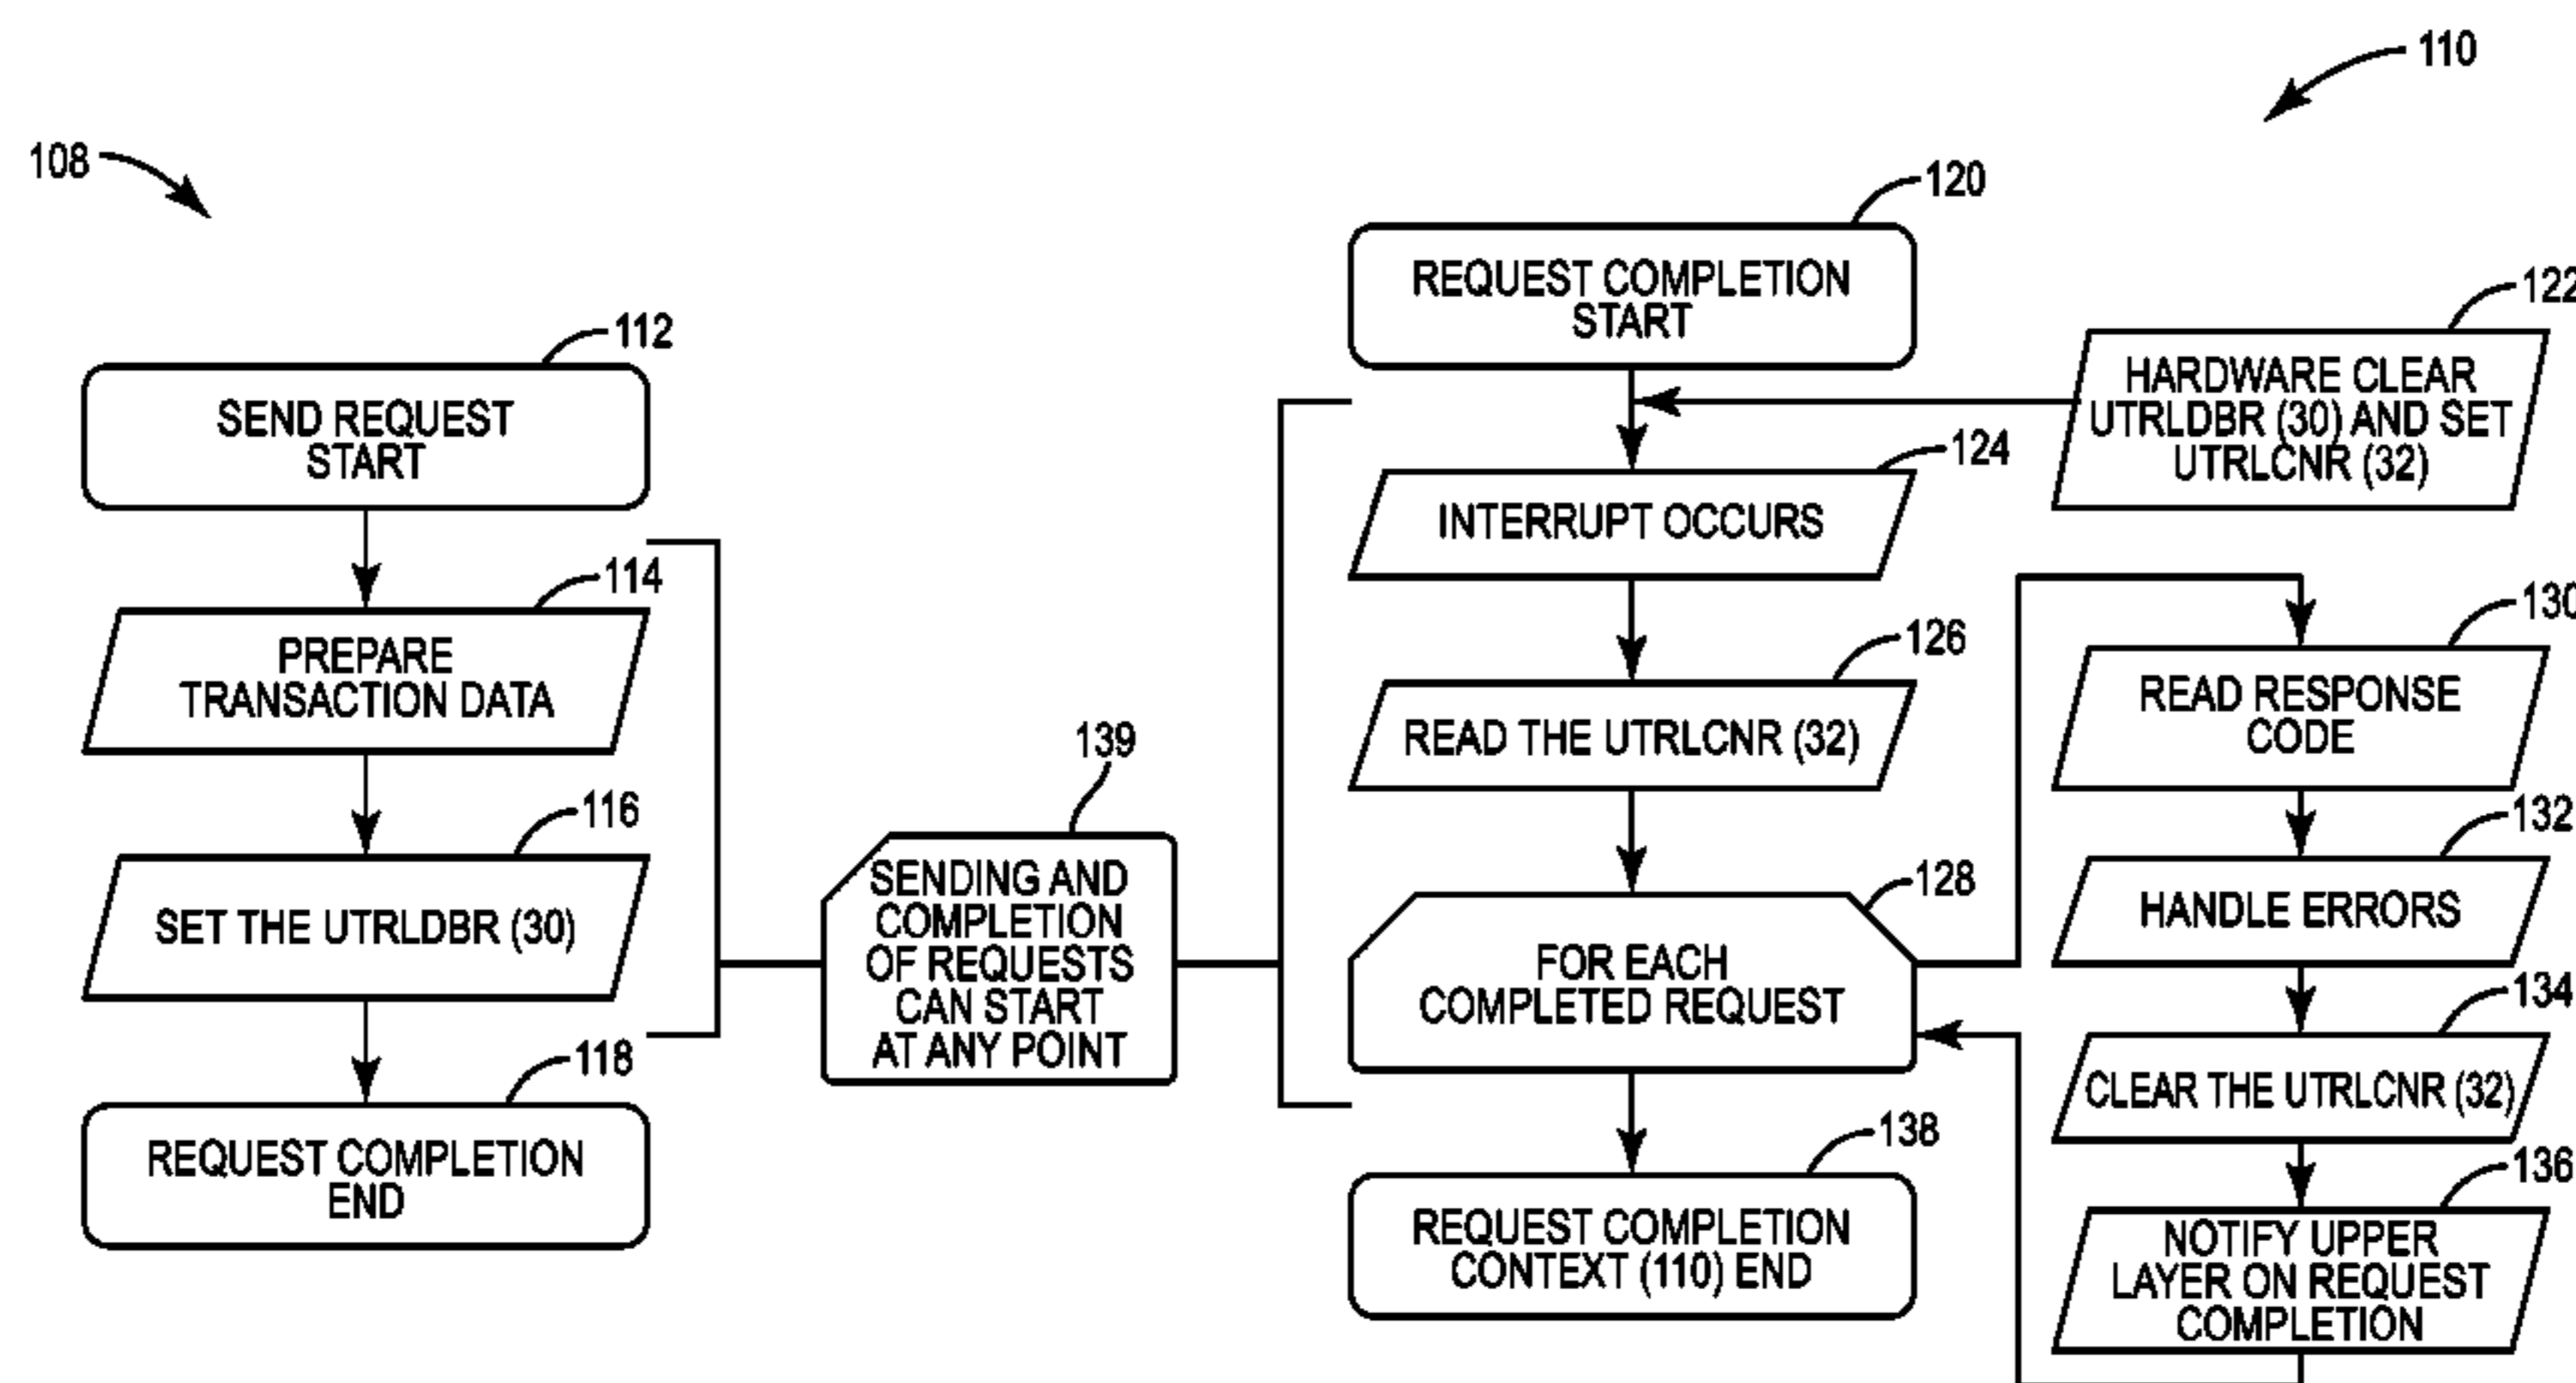 110
108
112
SEND REQUEST
START
114
PREPARE
TRANSACTION DATA
116
SET THE UTRLDBR (30)
118
REQUEST COMPLETION
END
139
SENDING AND
COMPLETION
OF REQUESTS
CAN START
AT ANY POINT
120
REQUEST COMPLETION
START
122
HARDWARE CLEAR
UTRLDBR (30) AND SET
UTRLCNR (32)
124
INTERRUPT OCCURS
126
READ THE UTRLCNR (32)
128
FOR EACH
COMPLETED REQUEST
130
READ RESPONSE
CODE
132
HANDLE ERRORS
134
CLEAR THE UTRLCNR (32)
136
NOTIFY UPPER
LAYER ON REQUEST
COMPLETION
138
REQUEST COMPLETION
CONTEXT (110) END